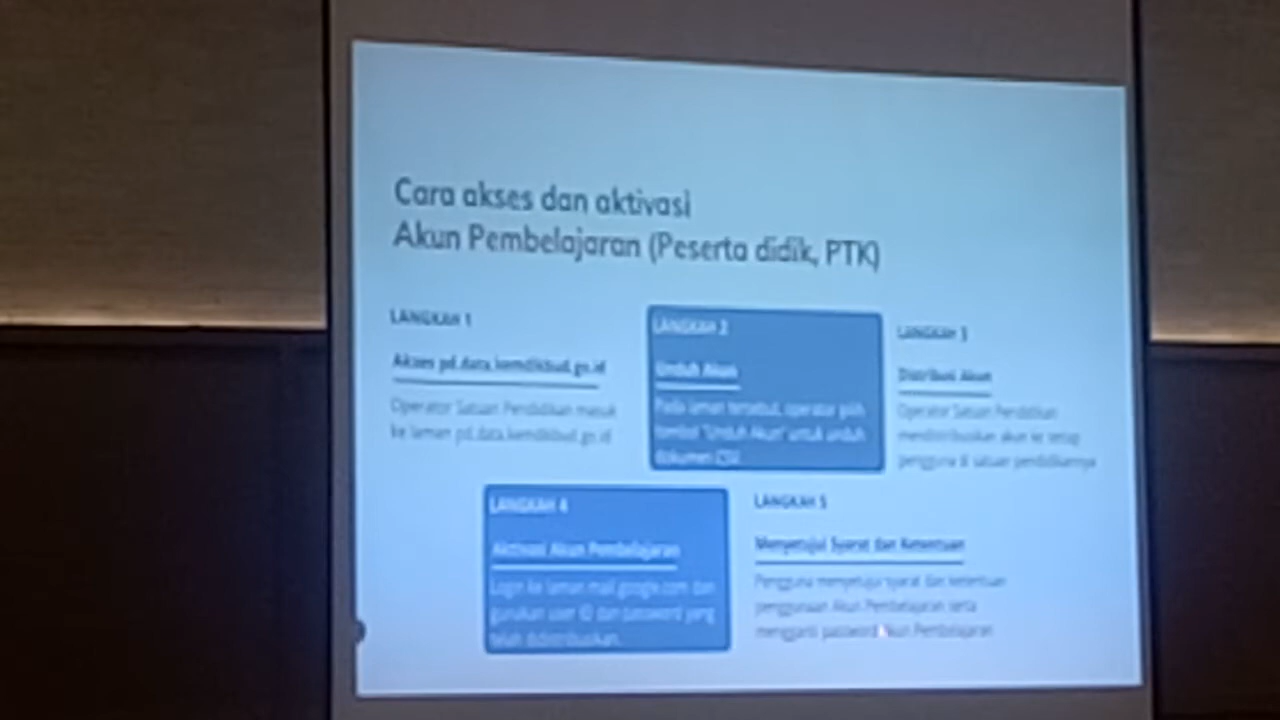 Cara akses dan aktivasi
Akun Pembelajaran (Peserta didik, PTK)
LANGKAH 1
Akses pd.data.kemdikbud.go.id
Operator Satuan Pendidikan masuk
ke laman pd.data.kemdikbud.go.id
LANGKAH 2
Unduh Akun
Pada laman tersebut, operator pilih
tombol "Unduh Akun" untuk unduh
dokumen CSV.
LANGKAH 3
Distribusi Akun
Operator Satuan Pendidikan
mendistribusikan akun ke setiap
pengguna di satuan pendidikannya
LANGKAH 4
Aktivasi Akun Pembelajaran
Login ke laman mail.google.com dan
gunakan user ID dan password yang
telah didistribusikan.
LANGKAH 5
Menyetujui Syarat dan Ketentuan
Pengguna menyetujui syarat dan ketentuan
penggunaan Akun Pembelajaran serta
mengganti password Akun Pembelajaran